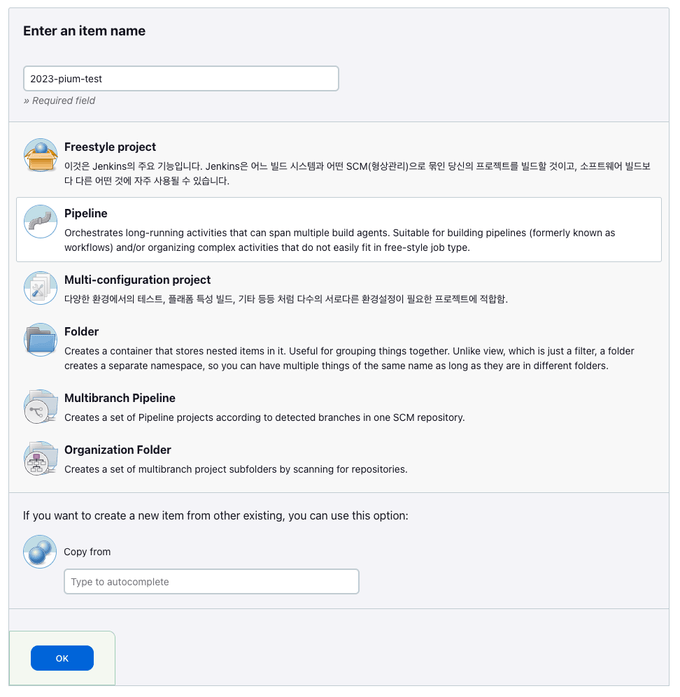 Enter an item name
2023-pium-test
» Required field
Freestyle project
이것은 Jenkins의 주요 기능입니다. Jenkins은 어느 빌드 시스템과 어떤 SCM(형상관리)으로 묶인 당신의 프로젝트를 빌드할 것이고, 소프트웨어 빌드보
다 다른 어떤 것에 자주 사용될 수 있습니다.
Pipeline
Orchestrates long-running activities that can span multiple build agents. Suitable for building pipelines (formerly known as
workflows) and/or organizing complex activities that do not easily fit in free-style job type.
Multi-configuration project
다양한 환경에서의 테스트, 플래폼 특성 빌드, 기타 등등 처럼 다수의 서로다른 환경설정이 필요한 프로젝트에 적합함.
Folder
Creates a container that stores nested items in it. Useful for grouping things together. Unlike view, which is just a filter, a folder
creates a separate namespace, so you can have multiple things of the same name as long as they are in different folders.
Multibranch Pipeline
Creates a set of Pipeline projects according to detected branches in one SCM repository.
Organization Folder
Creates a set of multibranch project subfolders by scanning for repositories.
If you want to create a new item from other existing, you can use this option:
Copy from
Type to autocomplete
OK